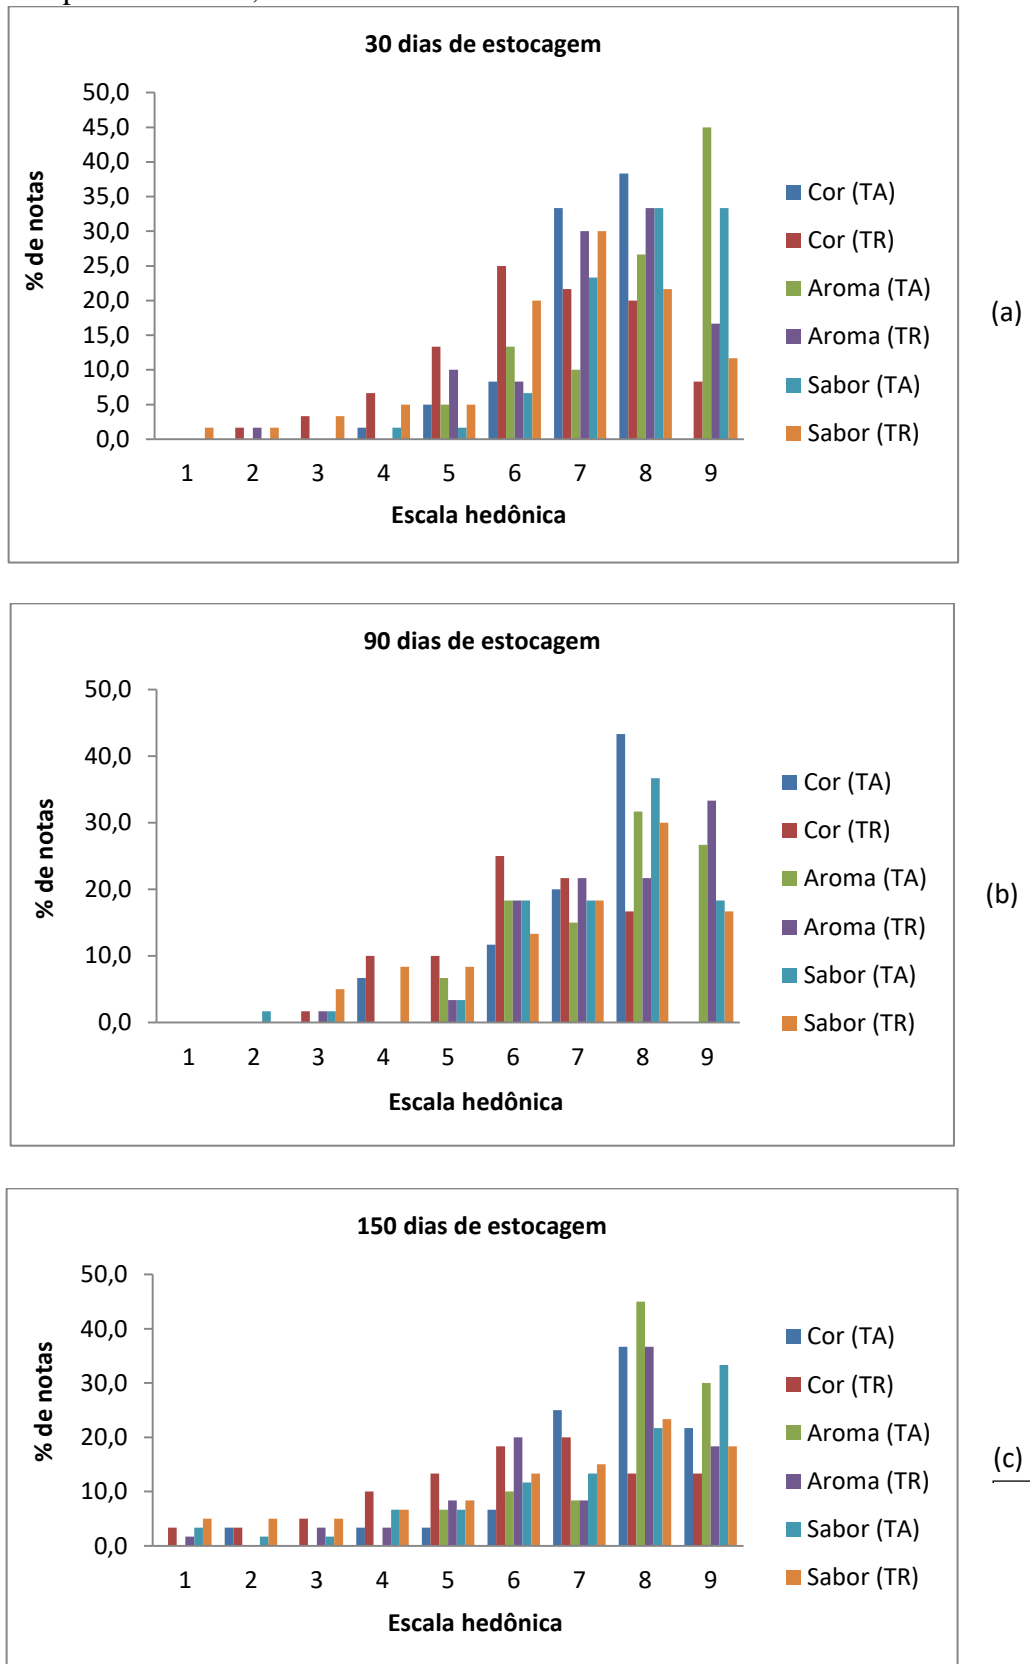 30 dias de estocagem
50,0
45,0
40,0
35,0
30,0
25,0
20,0
15,0
10,0
5,0
0,0
% de notas
1 2 3 4 5 6 7 8 9
Escala hedônica
Cor (TA)
Cor (TR)
Aroma (TA)
Aroma (TR)
Sabor (TA)
Sabor (TR)
(a)
90 dias de estocagem
50,0
40,0
30,0
20,0
10,0
0,0
% de notas
1 2 3 4 5 6 7 8 9
Escala hedônica
Cor (TA)
Cor (TR)
Aroma (TA)
Aroma (TR)
Sabor (TA)
Sabor (TR)
(b)
150 dias de estocagem
50,0
40,0
30,0
20,0
10,0
0,0
% de notas
1 2 3 4 5 6 7 8 9
Escala hedônica
Cor (TA)
Cor (TR)
Aroma (TA)
Aroma (TR)
Sabor (TA)
Sabor (TR)
(c)